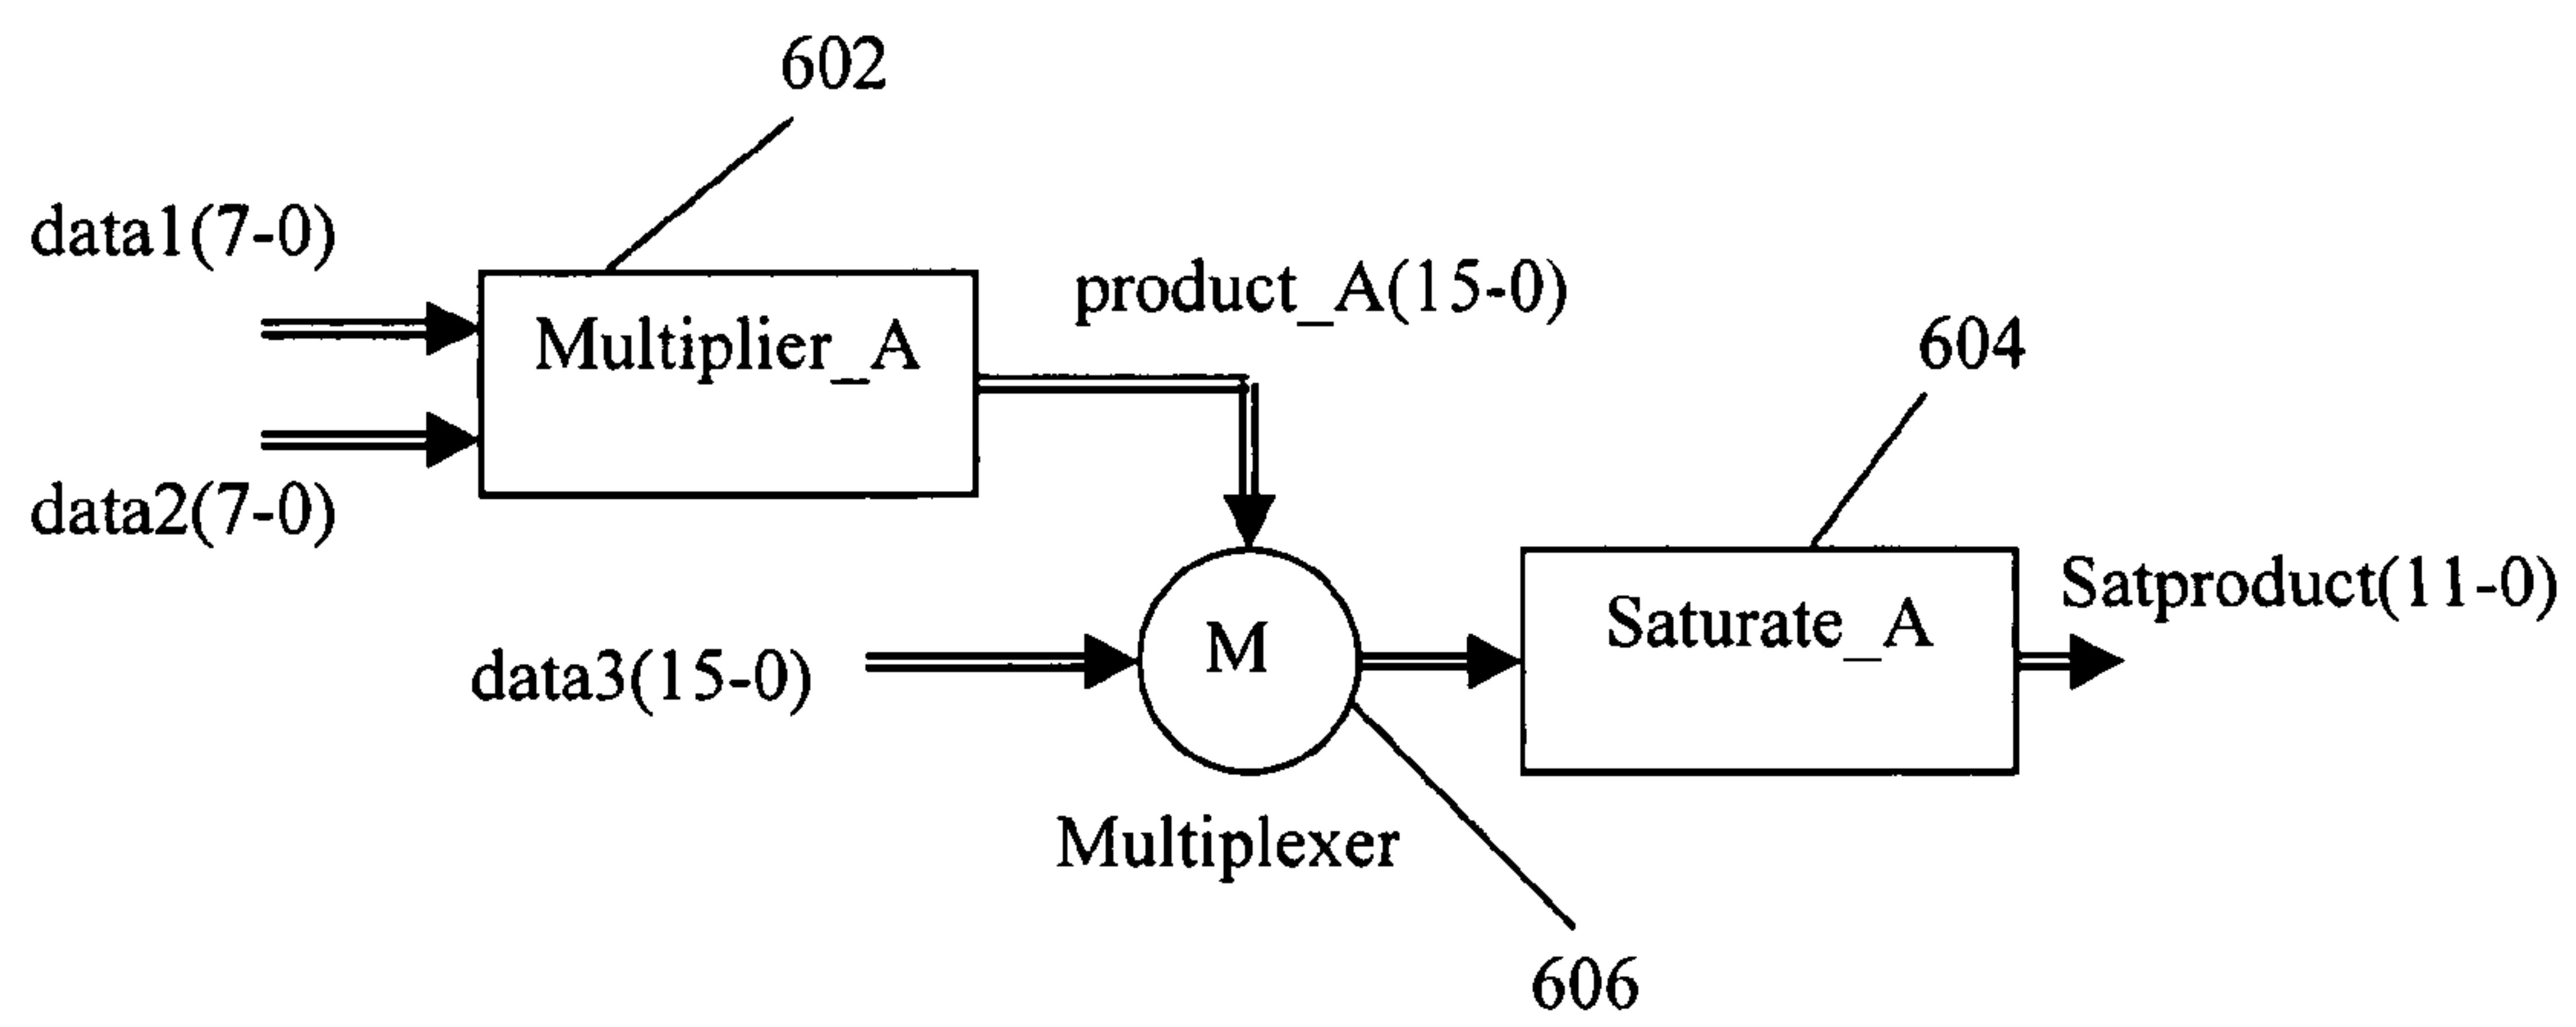 602
data1(7-0)
product_A(15-0)
Multiplier_A
604
data2(7-0)
Satproduct(11-0)
Saturate_A
M
data3(15-0)
Multiplexer
606